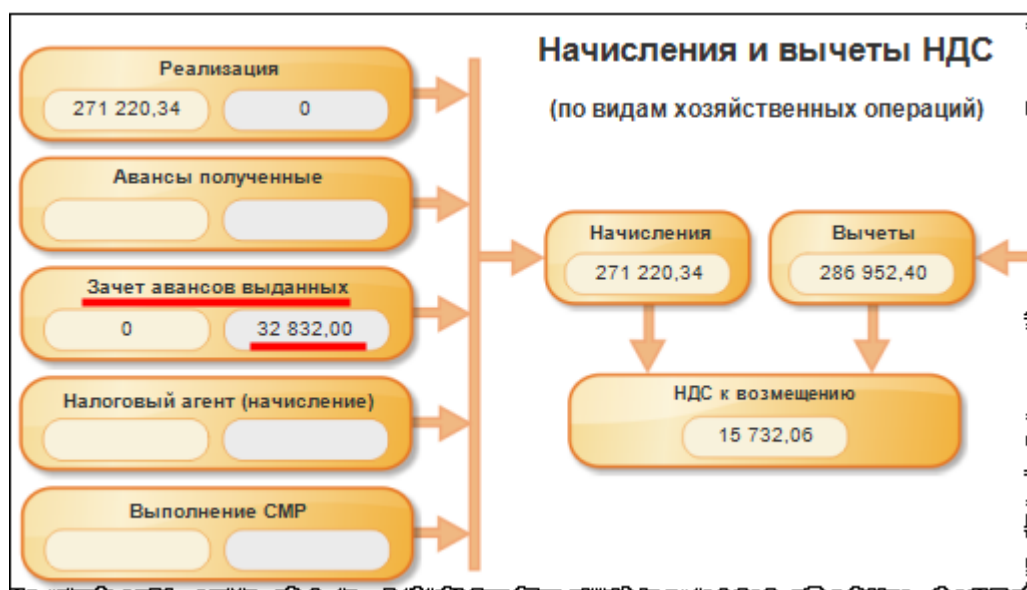 Начисления и вычеты НДС
(по видам хозяйственных операций)
Реализация
271 220,34 0
Авансы полученные
Зачет авансов выданных
0 32 832,00
Налоговый агент (начисление)
Выполнение СМР
Начисления
271 220,34
Вычеты
286 952,40
НДС к возмещению
15 732,06